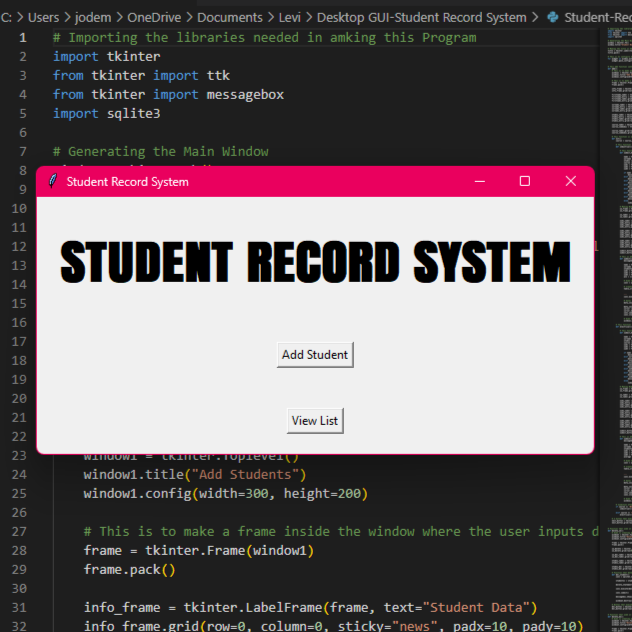 C: > Users > jodem > OneDrive > Documents > Levi > Desktop GUI-Student Record System > Student-Rec
1 # Importing the libraries needed in amking this Program
2 import tkinter
3 from tkinter import ttk
4 from tkinter import messagebox
5 import sqlite3
6
7 # Generating the Main Window
8
9 Student Record System
10
11
12
13 STUDENT RECORD SYSTEM
14
15
16
17
18 Add Student
19
20
21 View List
22
23 window1 = tkinter.Toplevel()
24 window1.title("Add Students")
25 window1.config(width=300, height=200)
26
27 # This is to make a frame inside the window where the user inputs d
28 frame = tkinter.Frame(window1)
29 frame.pack()
30
31 info_frame = tkinter.LabelFrame(frame, text="Student Data")
32 info_frame.grid(row=0, column=0, sticky="news", padx=10, pady=10)